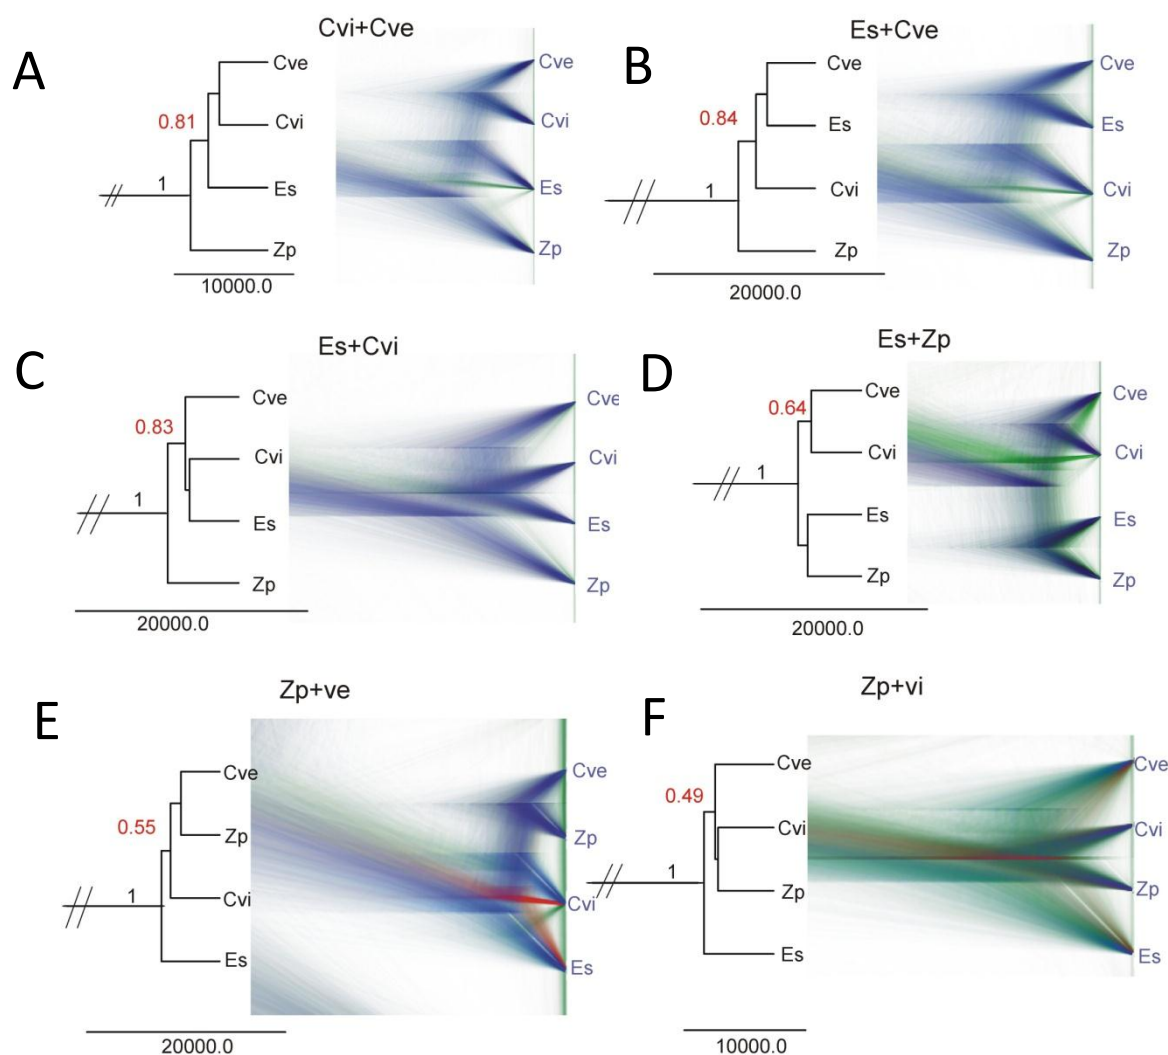 A
Cvi+Cve
Cve
Cvi
Es
Zp
0.81
1
10000.0
Cve
Cvi
Es
Zp
B
Es+Cve
Cve
Es
Cvi
Zp
0.84
1
20000.0
Cve
Es
Cvi
Zp
C
Es+Cvi
Cve
Cvi
Es
Zp
0.83
1
20000.0
Cve
Cvi
Es
Zp
D
Es+Zp
Cve
Cvi
Es
Zp
0.64
1
20000.0
Cve
Cvi
Es
Zp
E
Zp+ve
Cve
Zp
Cvi
Es
0.55
1
20000.0
Cve
Zp
Cvi
Es
F
Zp+vi
Cve
Cvi
Zp
Es
0.49
1
10000.0
Cve
Cvi
Zp
Es